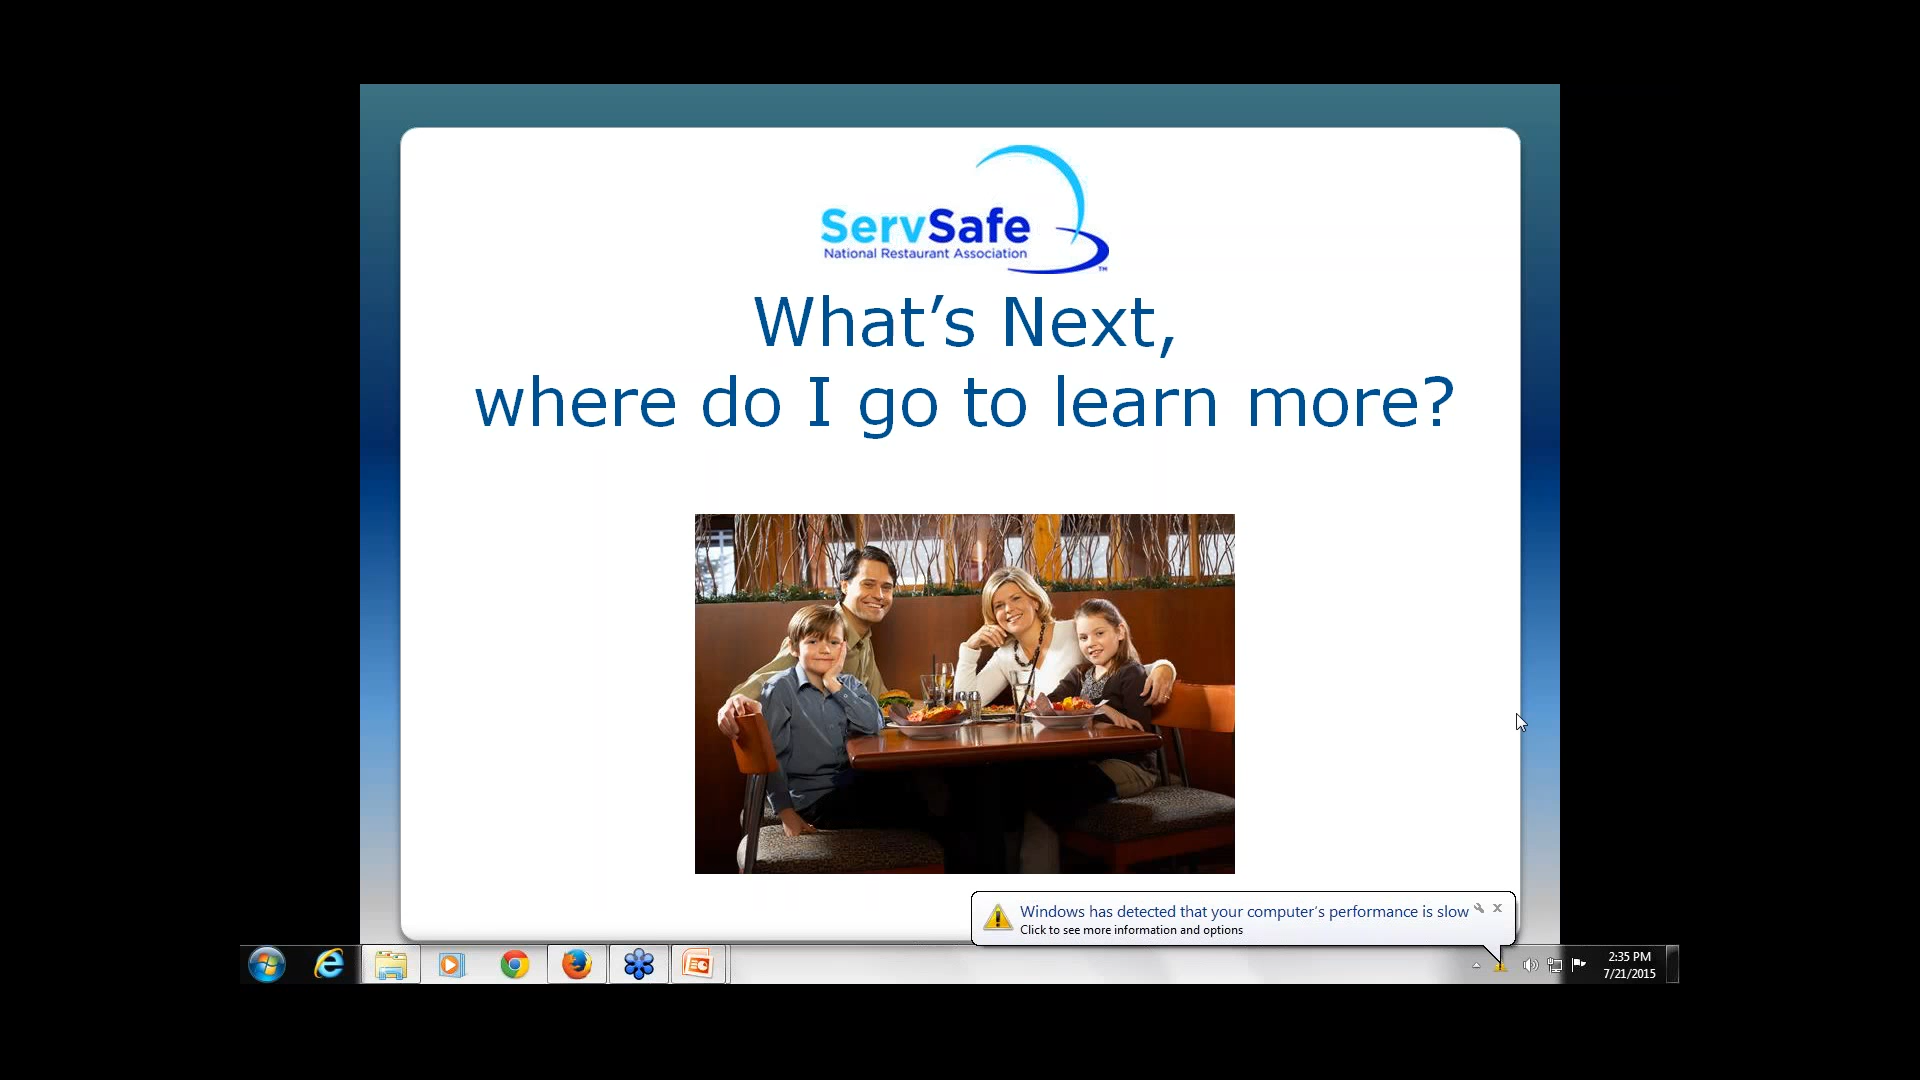 ServSafe
National Restaurant Association
TM
What’s Next,
where do I go to learn more?
Windows has detected that your computer’s performance is slow
Click to see more information and options
2:35 PM
7/21/2015